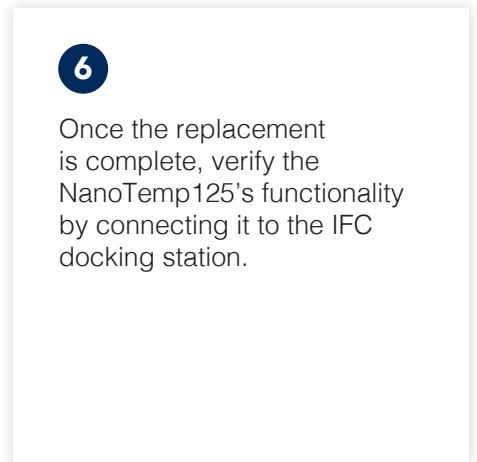 6
Once the replacement
is complete, verify the
NanoTemp125’s functionality
by connecting it to the IFC
docking station.